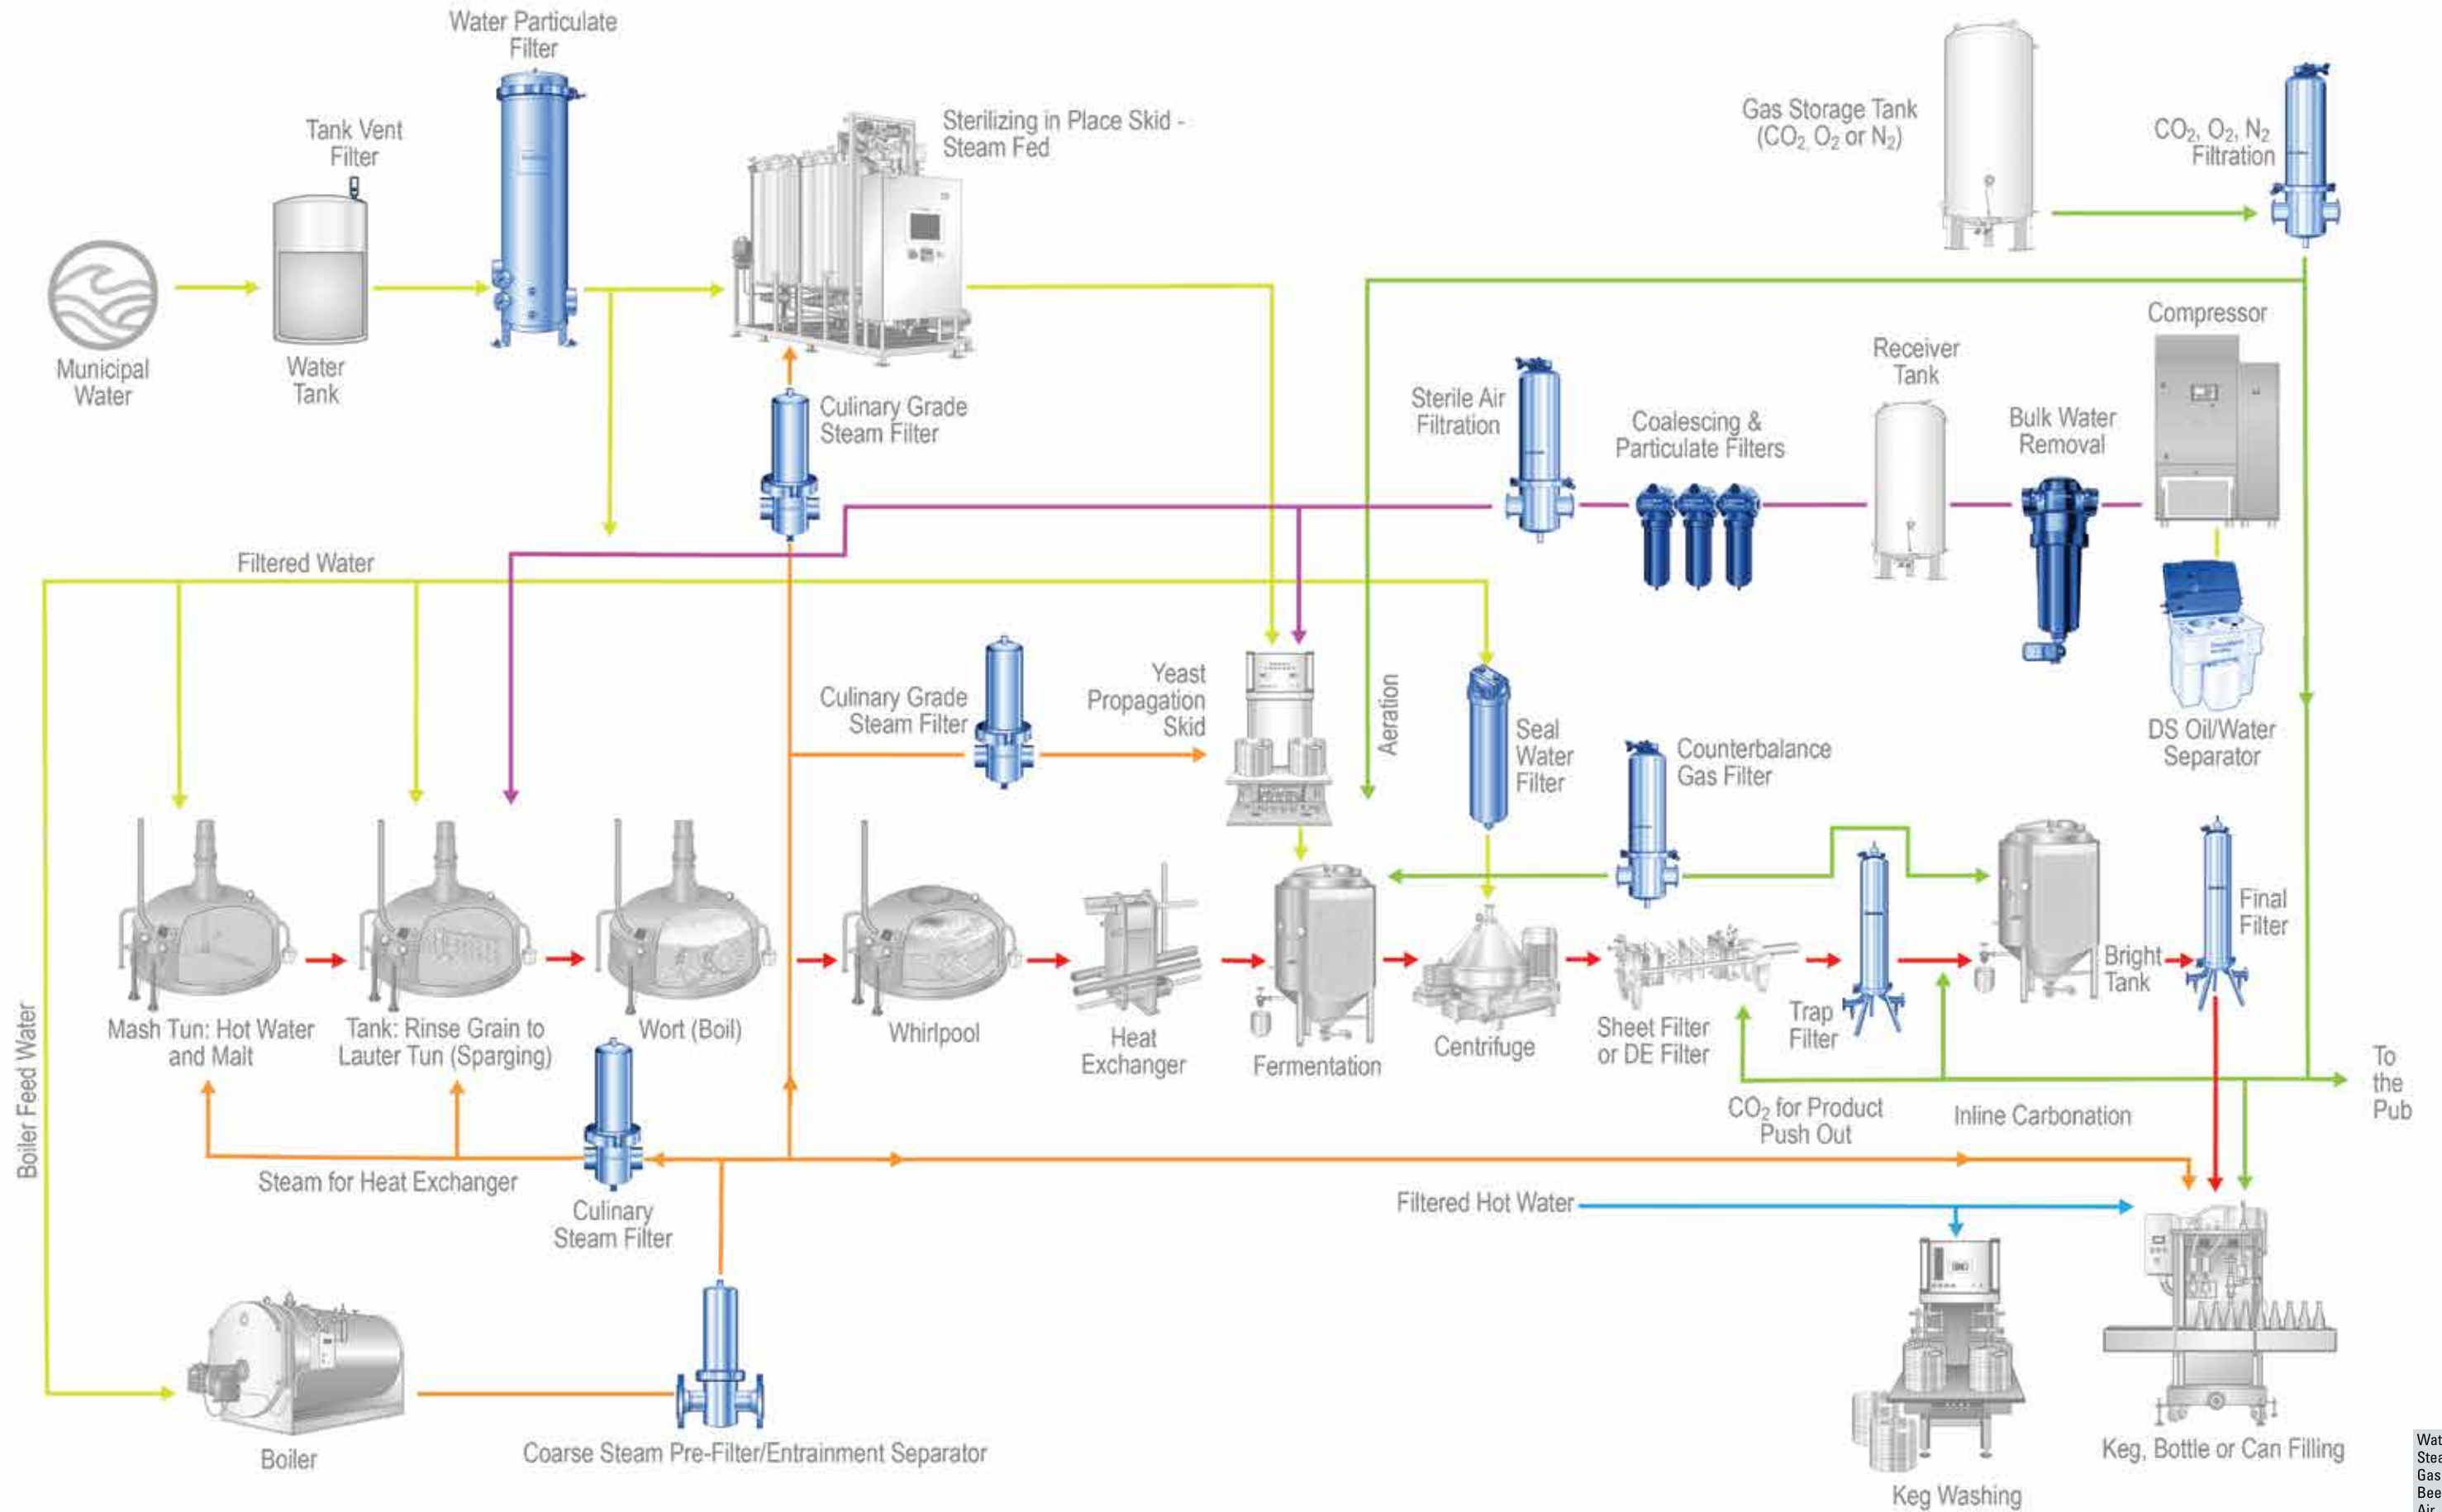 Water Particulate
Filter
Tank Vent
Filter
Sterilizing in Place Skid -
Steam Fed
Gas Storage Tank
(CO2, O2 or N2)
CO2, O2, N2
Filtration
Municipal
Water
Water
Tank
Culinary Grade
Steam Filter
Sterile Air
Filtration
Coalescing &
Particulate Filters
Receiver
Tank
Bulk Water
Removal
Compressor
Filtered Water
Culinary Grade
Steam Filter
Yeast
Propagation
Skid
Aeration
Seal
Water
Filter
Counterbalance
Gas Filter
DS Oil/Water
Separator
Mash Tun: Hot Water
and Malt
Tank: Rinse Grain to
Lauter Tun (Sparging)
Wort (Boil)
Whirlpool
Heat
Exchanger
Fermentation
Centrifuge
Sheet Filter
or DE Filter
Trap
Filter
Bright
Tank
Final
Filter
Boiler Feed Water
Steam for Heat Exchanger
Culinary
Steam Filter
CO2 for Product
Push Out
Inline Carbonation
To
the
Pub
Filtered Hot Water
Boiler
Coarse Steam Pre-Filter/Entrainment Separator
Keg Washing
Keg, Bottle or Can Filling
Wat
Stea
Gas
Bee
Air